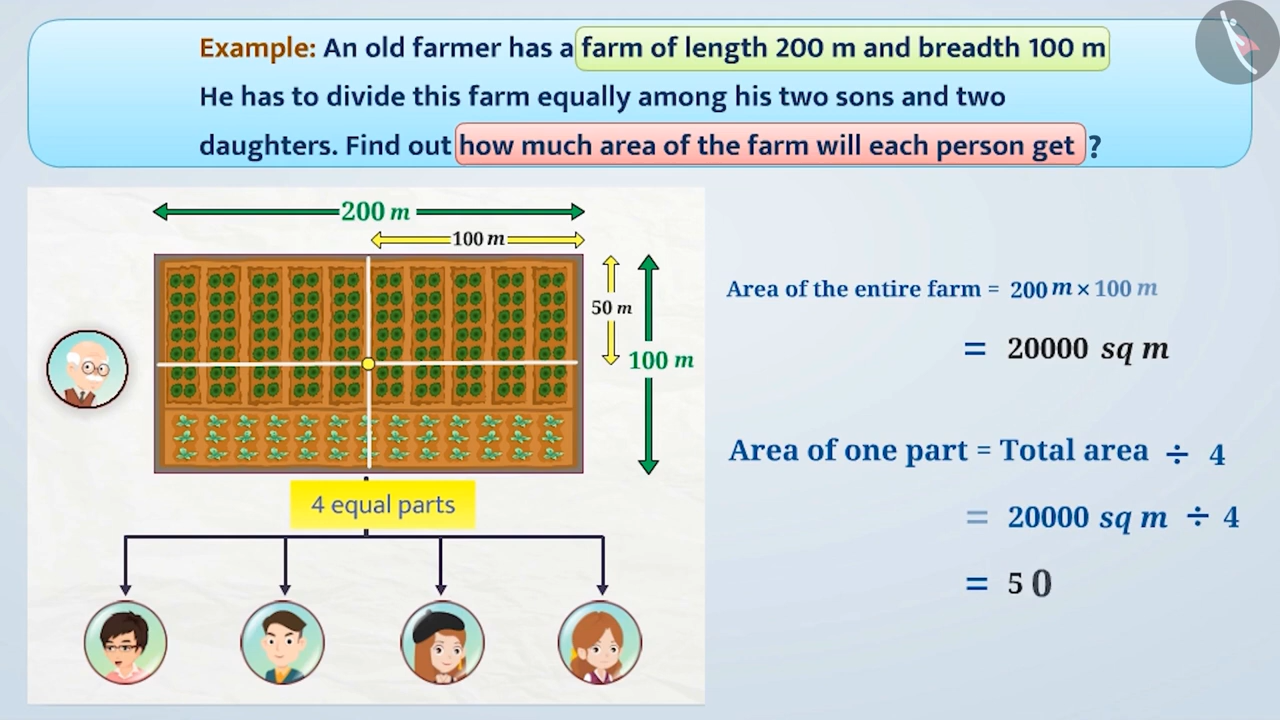 Example: An old farmer has a farm of length 200 m and breadth 100 m
He has to divide this farm equally among his two sons and two
daughters. Find out how much area of the farm will each person get ?
200 m
100 m
50 m
100 m
4 equal parts
Area of the entire farm = 200 m × 100 m
= 20000 sq m
Area of one part = Total area ÷ 4
= 20000 sq m ÷ 4
= 5 0